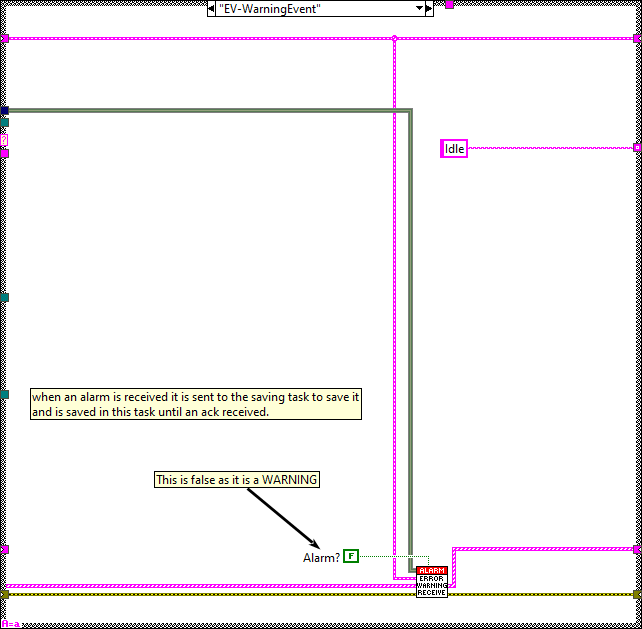 "EV-WarningEvent"
?
Idle
when an alarm is received it is sent to the saving task to save it
and is saved in this task until an ack received.
This is false as it is a WARNING
Alarm? F
ALARM
ERROR
WARNING
RECEIVE
A=a